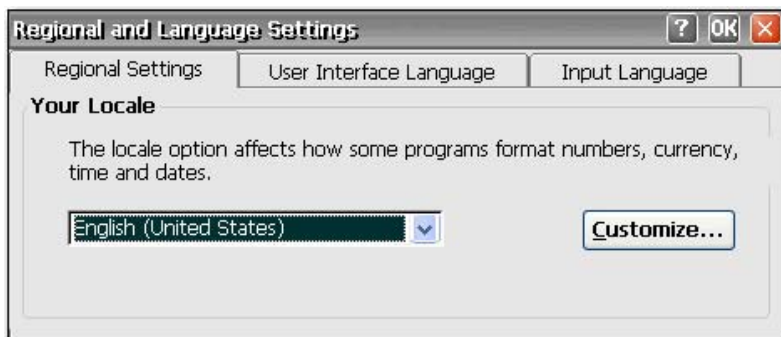 Regional and Language Settings ? OK X
Regional Settings User Interface Language Input Language
Your Locale
The locale option affects how some programs format numbers, currency,
time and dates.
English (United States) Customize...